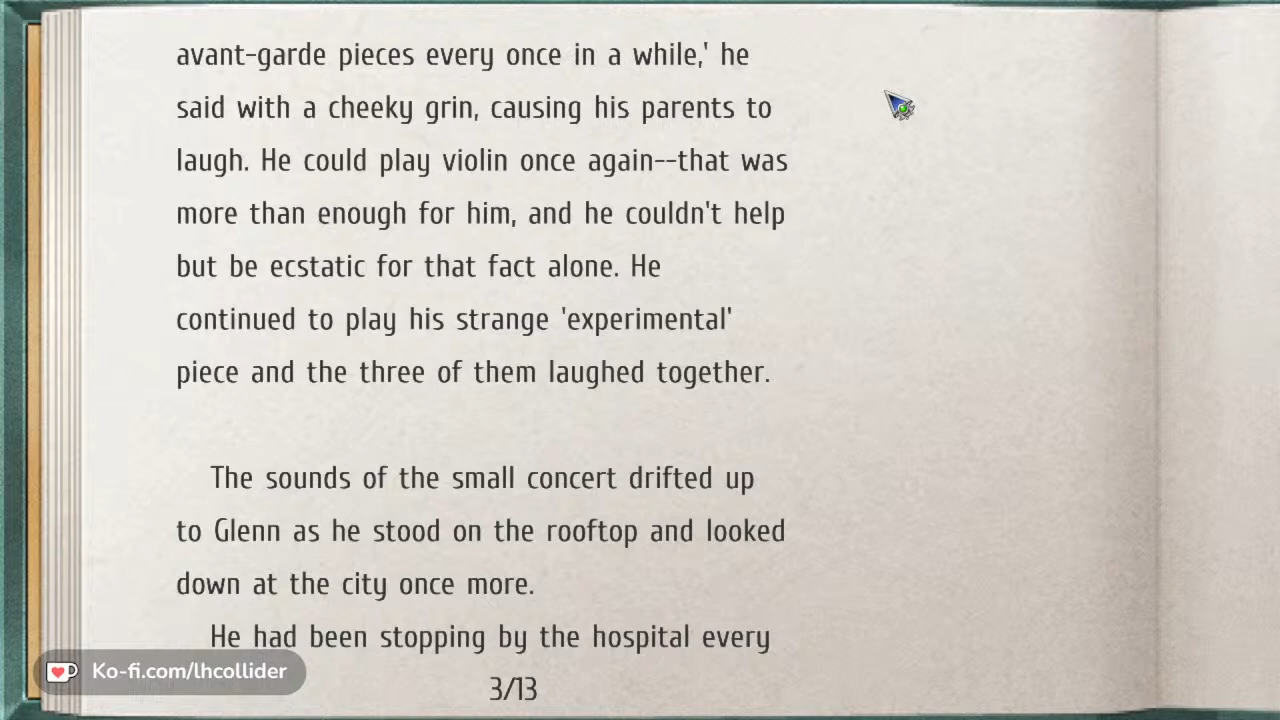 avant-garde pieces every once in a while,' he
said with a cheeky grin, causing his parents to
laugh. He could play violin once again--that was
more than enough for him, and he couldn't help
but be ecstatic for that fact alone. He
continued to play his strange 'experimental'
piece and the three of them laughed together.
The sounds of the small concert drifted up
to Glenn as he stood on the rooftop and looked
down at the city once more.
He had been stopping by the hospital every
Ko-fi.com/lhcollider
3/13